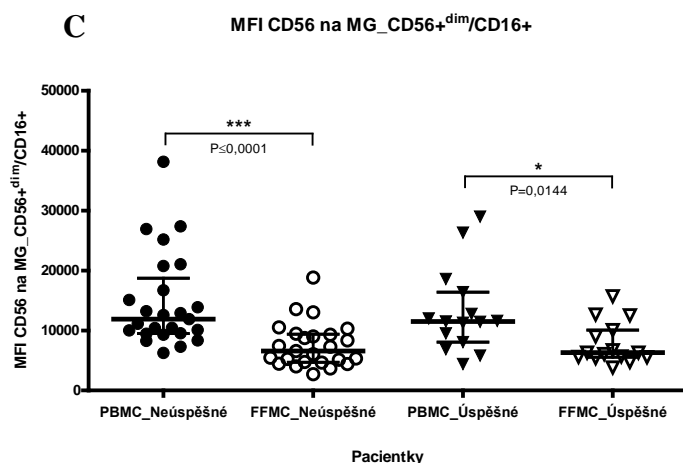 C
MFI CD56 na MG_CD56+dim/CD16+
MFI CD56 na MG_CD56+dim/CD16+
50000
40000
30000
20000
10000
0
***
P≤0,0001
*
P=0,0144
PBMC_Neúspěšné FFMC_Neúspěšné PBMC_Úspěšné FFMC_Úspěšné
Pacientky